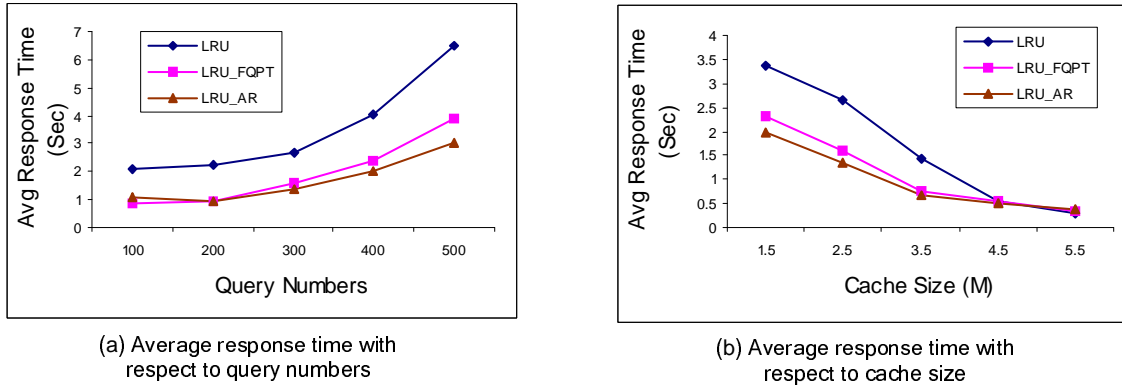 Avg Response Time
(Sec)
7
6
5
4
3
2
1
0
LRU
LRU_FQPT
LRU_AR
100 200 300 400 500
Query Numbers
(a) Average response time with
respect to query numbers
Avg Response Time
(Sec)
4
3.5
3
2.5
2
1.5
1
0.5
0
LRU
LRU_FQPT
LRU_AR
1.5 2.5 3.5 4.5 5.5
Cache Size (M)
(b) Average response time with
respect to cache size